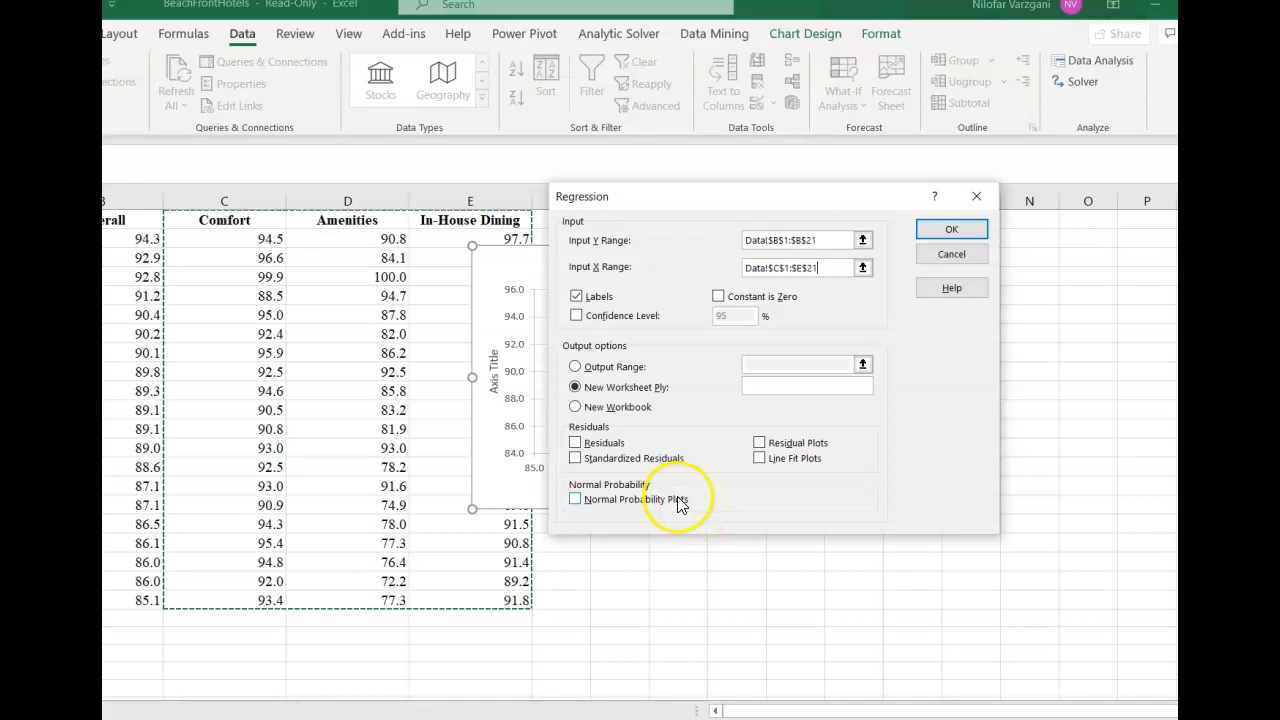 BeachFrontHotels - Read-Only - Excel
Search
Nilofar Varzgani
NV
Layout Formulas Data Review View Add-ins Help Power Pivot Analytic Solver Data Mining Chart Design Format
Share
Refresh All
Queries & Connections
Properties
Edit Links
Queries & Connections
Stocks
Geography
Data Types
Sort
Filter
Clear
Reapply
Advanced
Sort & Filter
Text to Columns
Data Tools
What-If Analysis
Forecast Sheet
Forecast
Group
Ungroup
Subtotal
Outline
Data Analysis
Solver
Analyze
B C D E N O P
erall Comfort Amenities In-House Dining
94.3 94.5 90.8 97.7
92.9 96.6 84.1
92.8 99.9 100.0
91.2 88.5 94.7
90.4 95.0 87.8
90.2 92.4 82.0
90.1 95.9 86.2
89.8 92.5 92.5
89.3 94.6 85.8
89.1 90.5 83.2
89.1 90.8 81.9
89.0 93.0 93.0
88.6 92.5 78.2
87.1 93.0 91.6
87.1 90.9 74.9
86.5 94.3 78.0 91.5
86.1 95.4 77.3 90.8
86.0 94.8 76.4 91.4
86.0 92.0 72.2 89.2
85.1 93.4 77.3 91.8
96.0
94.0
92.0
90.0
88.0
86.0
84.0
85.0
Axis Title
Regression
?
Input
Input Y Range: Data!$B$1:$B$21
Input X Range: Data!$C$1:$E$21
Labels Constant is Zero
Confidence Level: 95 %
Output options
Output Range:
New Worksheet Ply:
New Workbook
Residuals
Residuals Residual Plots
Standardized Residuals Line Fit Plots
Normal Probability
Normal Probability Plots
OK
Cancel
Help